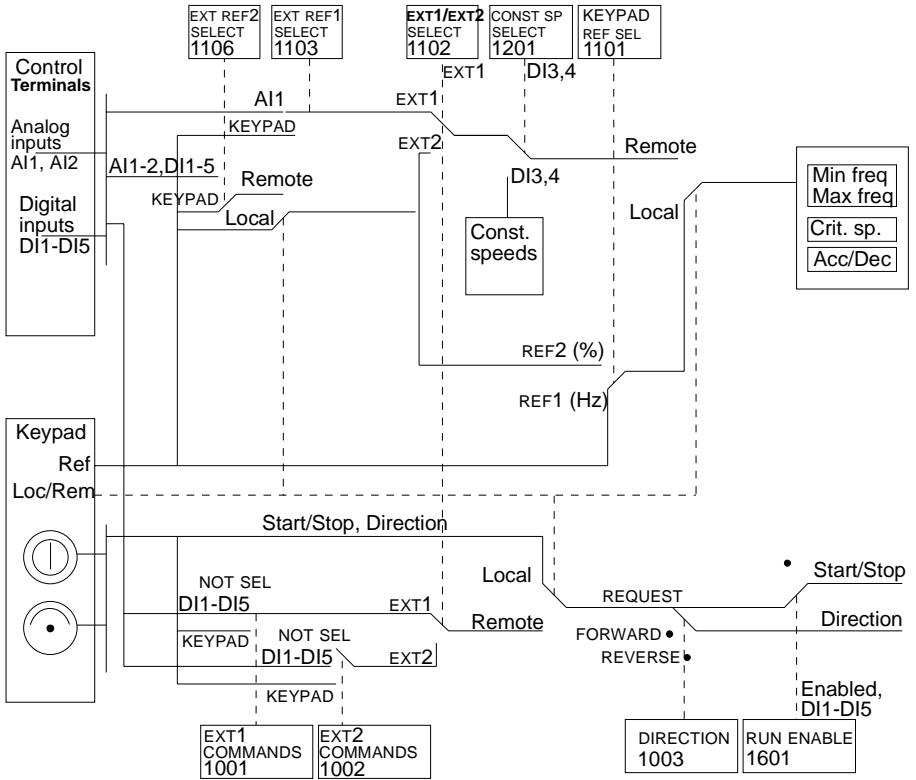 EXT REF2
SELECT
1106
EXT REF1
SELECT
1103
EXT1/EXT2
SELECT
1102
CONST SP
SELECT
1201
KEYPAD
REF SEL
1101
EXT1
DI3,4
Control
Terminals
Analog
inputs
AI1, AI2
Digital
inputs
DI1-DI5
AI1
EXT1
KEYPAD
EXT2
Remote
AI1-2,DI1-5
Remote
KEYPAD
Local
DI3,4
Const.
speeds
Local
Min freq
Max freq
Crit. sp.
Acc/Dec
REF2 (%)
REF1 (Hz)
Keypad
Ref
Loc/Rem
Start/Stop, Direction
NOT SEL
DI1-DI5
EXT1
KEYPAD
NOT SEL
DI1-DI5
EXT2
KEYPAD
Remote
Local
REQUEST
Start/Stop
Direction
FORWARD
REVERSE
Enabled,
DI1-DI5
EXT1
COMMANDS
1001
EXT2
COMMANDS
1002
DIRECTION
1003
RUN ENABLE
1601